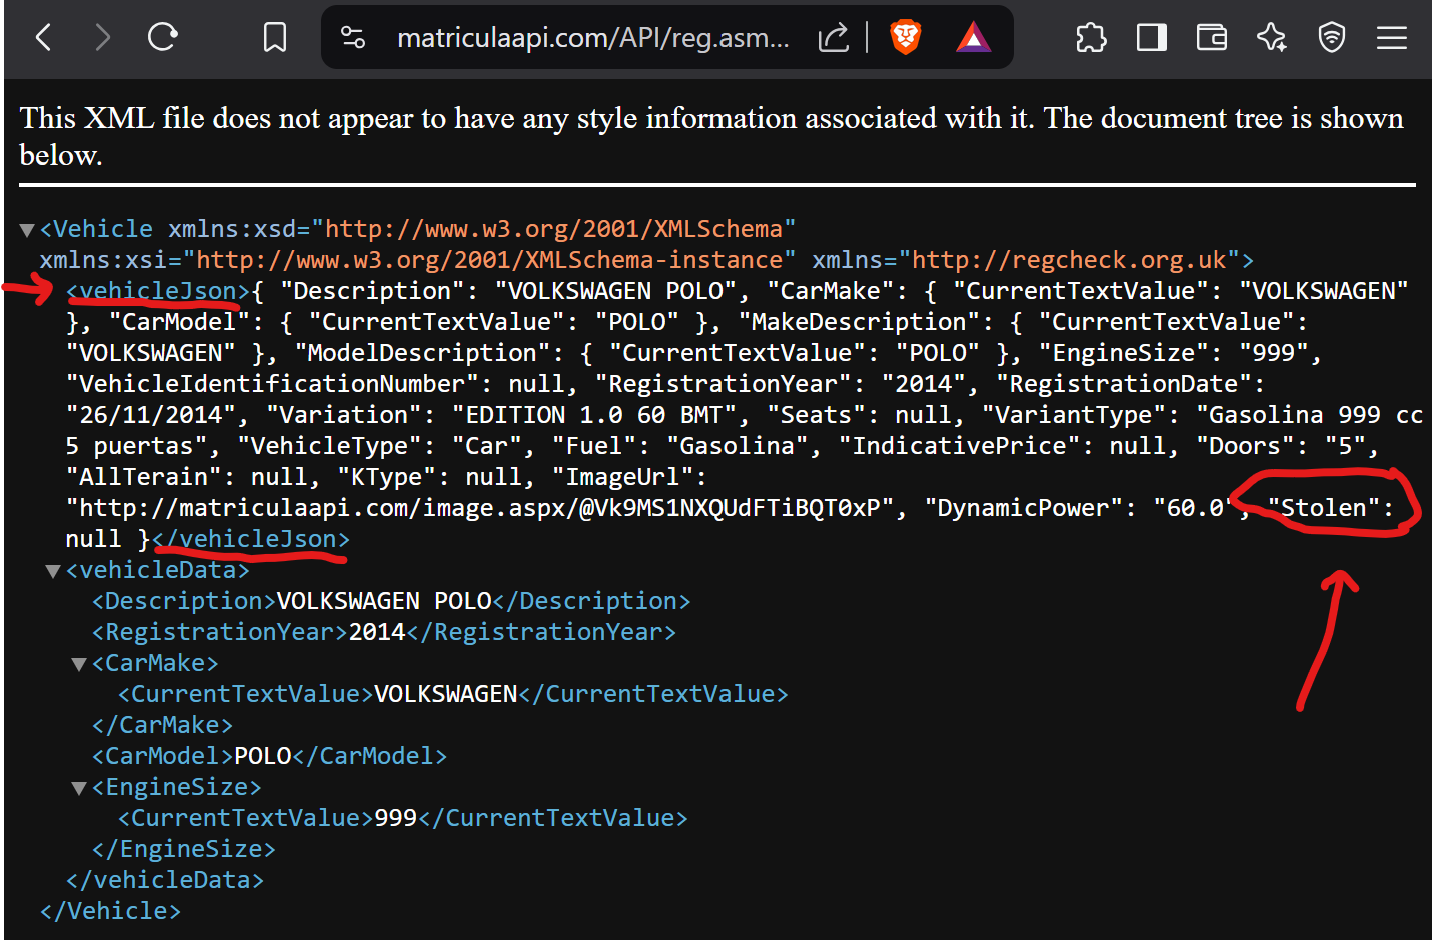 matriculaapi.com/API/reg.asm...
This XML file does not appear to have any style information associated with it. The document tree is shown
below.
<Vehicle xmlns:xsd="http://www.w3.org/2001/XMLSchema"
xmlns:xsi="http://www.w3.org/2001/XMLSchema-instance" xmlns="http://regcheck.org.uk">
<vehicleJson>{ "Description": "VOLKSWAGEN POLO", "CarMake": { "CurrentTextValue": "VOLKSWAGEN"
}, "CarModel": { "CurrentTextValue": "POLO" }, "MakeDescription": { "CurrentTextValue":
"VOLKSWAGEN" }, "ModelDescription": { "CurrentTextValue": "POLO" }, "EngineSize": "999",
"VehicleIdentificationNumber": null, "RegistrationYear": "2014", "RegistrationDate":
"26/11/2014", "Variation": "EDITION 1.0 60 BMT", "Seats": null, "VariantType": "Gasolina 999 cc
5 puertas", "VehicleType": "Car", "Fuel": "Gasolina", "IndicativePrice": null, "Doors": "5",
"AllTerain": null, "KType": null, "ImageUrl":
"http://matriculaapi.com/image.aspx/@Vk9MS1NXQUdFTiBQT0xP", "DynamicPower": "60.0", "Stolen":
null }</vehicleJson>
<vehicleData>
<Description>VOLKSWAGEN POLO</Description>
<RegistrationYear>2014</RegistrationYear>
<CarMake>
<CurrentTextValue>VOLKSWAGEN</CurrentTextValue>
</CarMake>
<CarModel>POLO</CarModel>
<EngineSize>
<CurrentTextValue>999</CurrentTextValue>
</EngineSize>
</vehicleData>
</Vehicle>